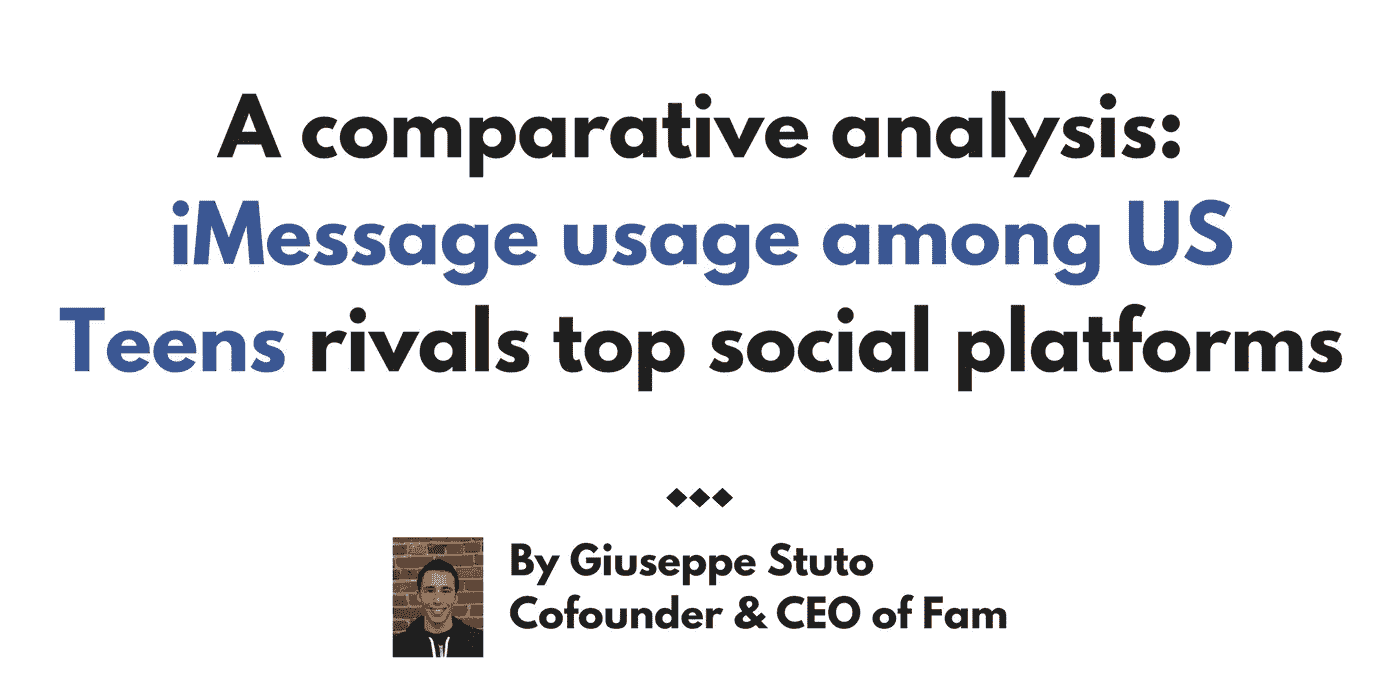 A comparative analysis:
iMessage usage among US
Teens rivals top social platforms
By Giuseppe Stuto
Cofounder & CEO of Fam